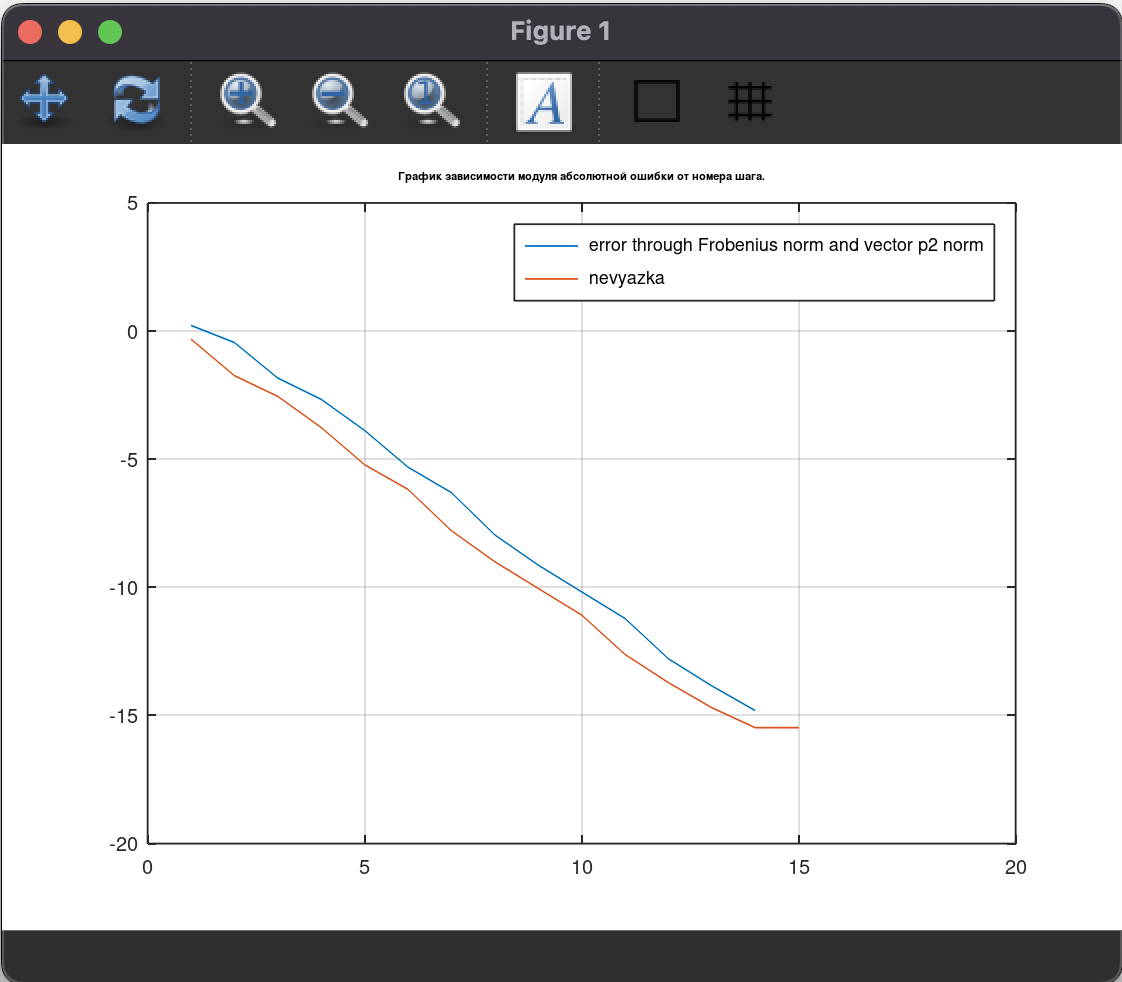 Figure 1
A
График зависимости модуля абсолютной ошибки от номера шага.
5
error through Frobenius norm and vector p2 norm
nevyazka
0
-5
-10
-15
-20
0 5 10 15 20